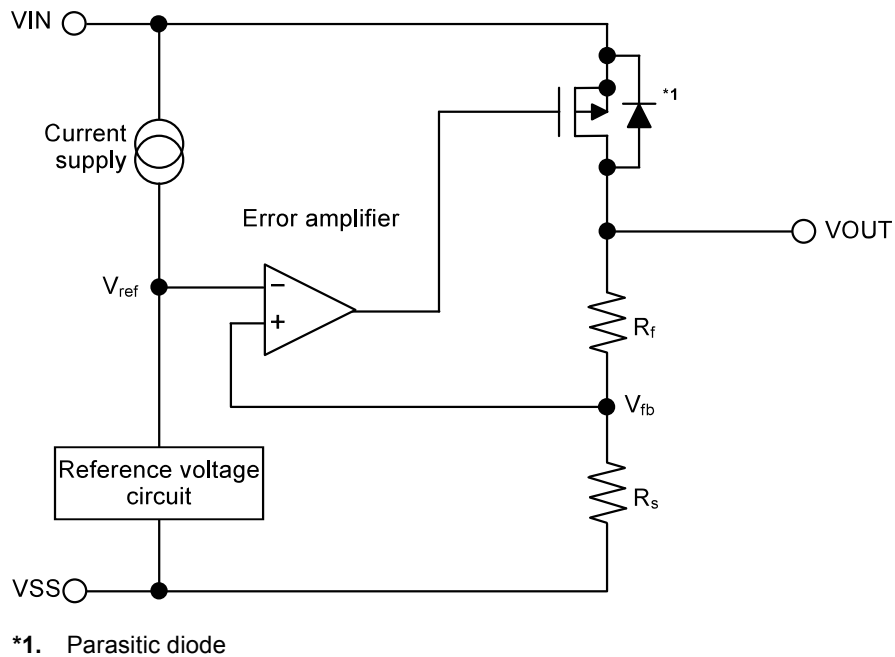 VIN
*1
Current
supply
Error amplifier
VOUT
Vref
−
+
Rf
Vfb
Reference voltage
circuit
Rs
VSS
*1. Parasitic diode